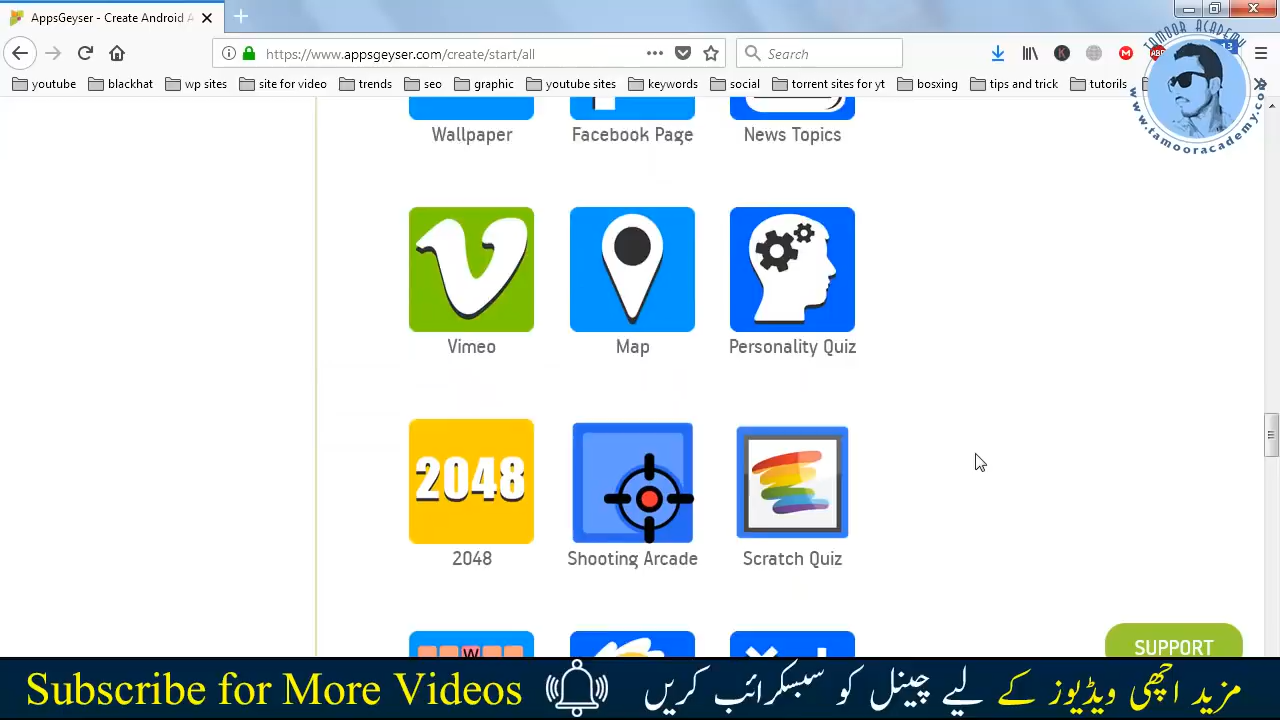 AppsGeyser - Create Android A
https://www.appsgeyser.com/create/start/all
Search
youtube
blackhat
wp sites
site for video
trends
seo
graphic
youtube sites
keywords
social
torrent sites for yt
bosxing
tips and trick
tutorils
TAMOOR ACADEMY
www.tamooracademy.com
Wallpaper
Facebook Page
News Topics
Vimeo
Map
Personality Quiz
2048
2048
Shooting Arcade
Scratch Quiz
W
SUPPORT
Subscribe for More Videos
مزید اچھی ویڈیوز کے لیے چینل کو سبسکرائب کریں